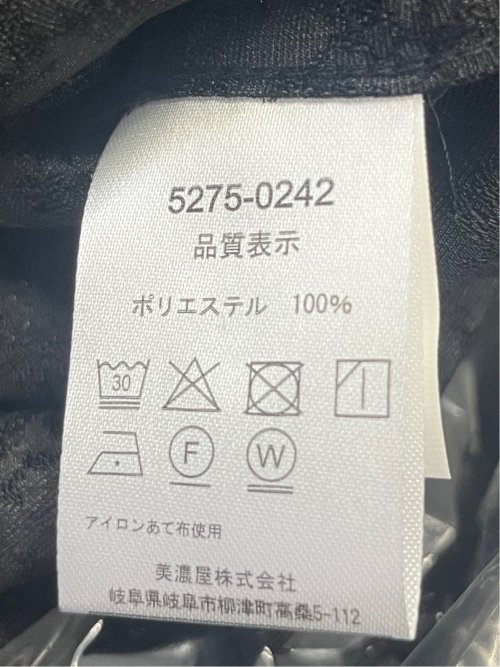 5275-0242
品質表示
ポリエステル 100%
30
F W
アイロンあて布使用
美濃屋株式会社
岐阜県岐阜市柳津町高桑5-112